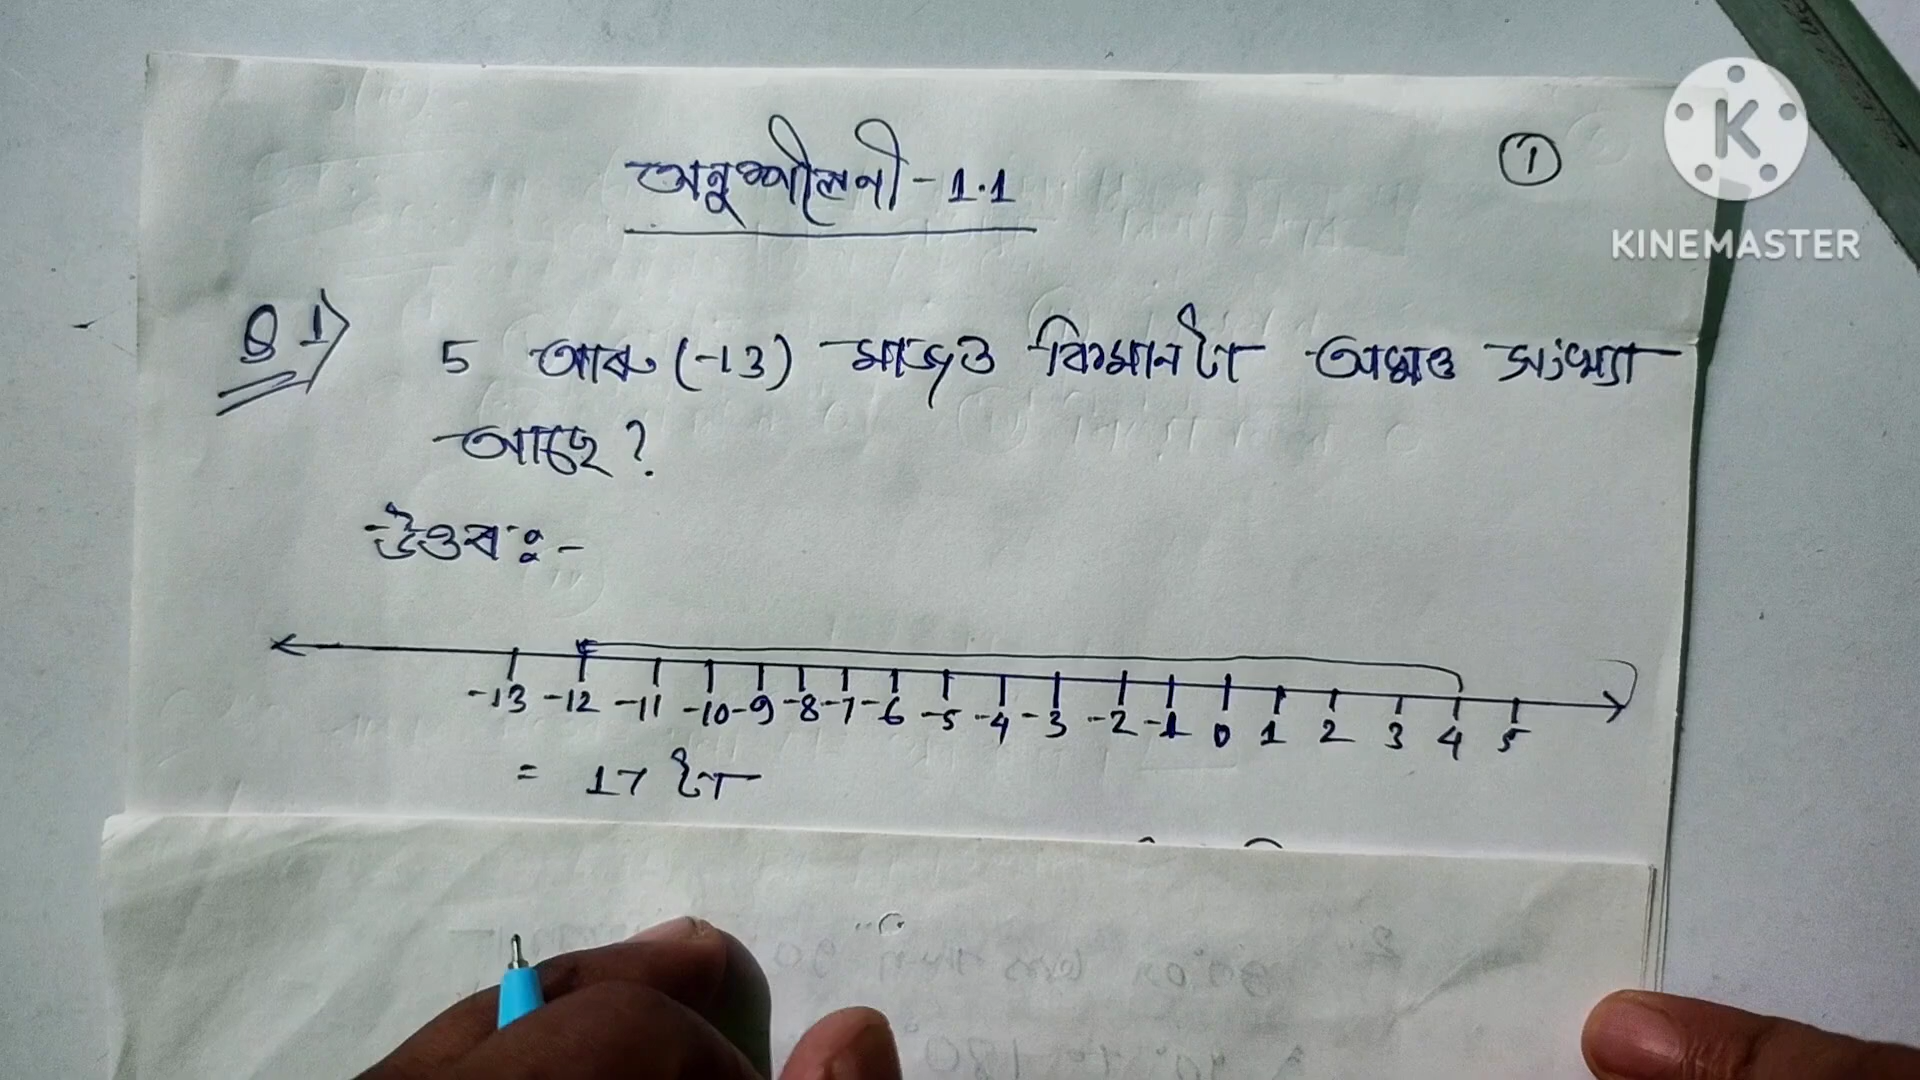 অনুশীলনী - 1.1
1
K
KINEMASTER
Q 1) 5 আৰু (-13) মাজত কিমান টা অখণ্ড সংখ্যা
আছে?
উত্তৰঃ-
-13 -12 -11 -10 -9 -8 -7 -6 -5 -4 -3 -2 -1 0 1 2 3 4 5
= 17 টা